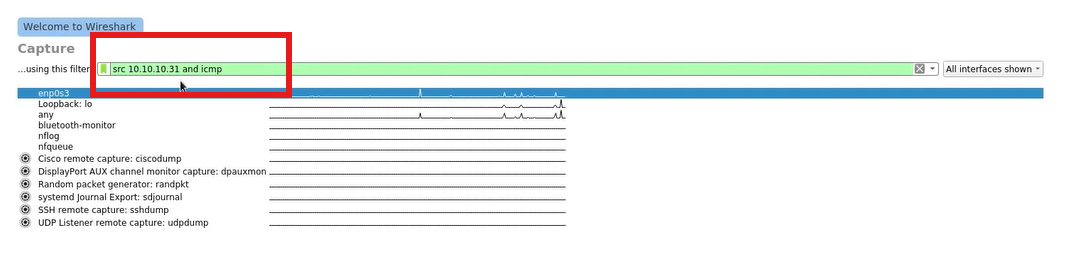 Welcome to Wireshark
Capture
...using this filter: src 10.10.10.31 and icmp All interfaces shown
enp0s3
Loopback: lo
any
bluetooth-monitor
nflog
nfqueue
Cisco remote capture: ciscodump
DisplayPort AUX channel monitor capture: dpauxmon
Random packet generator: randpkt
systemd Journal Export: sdjournal
SSH remote capture: sshdump
UDP Listener remote capture: udpdump